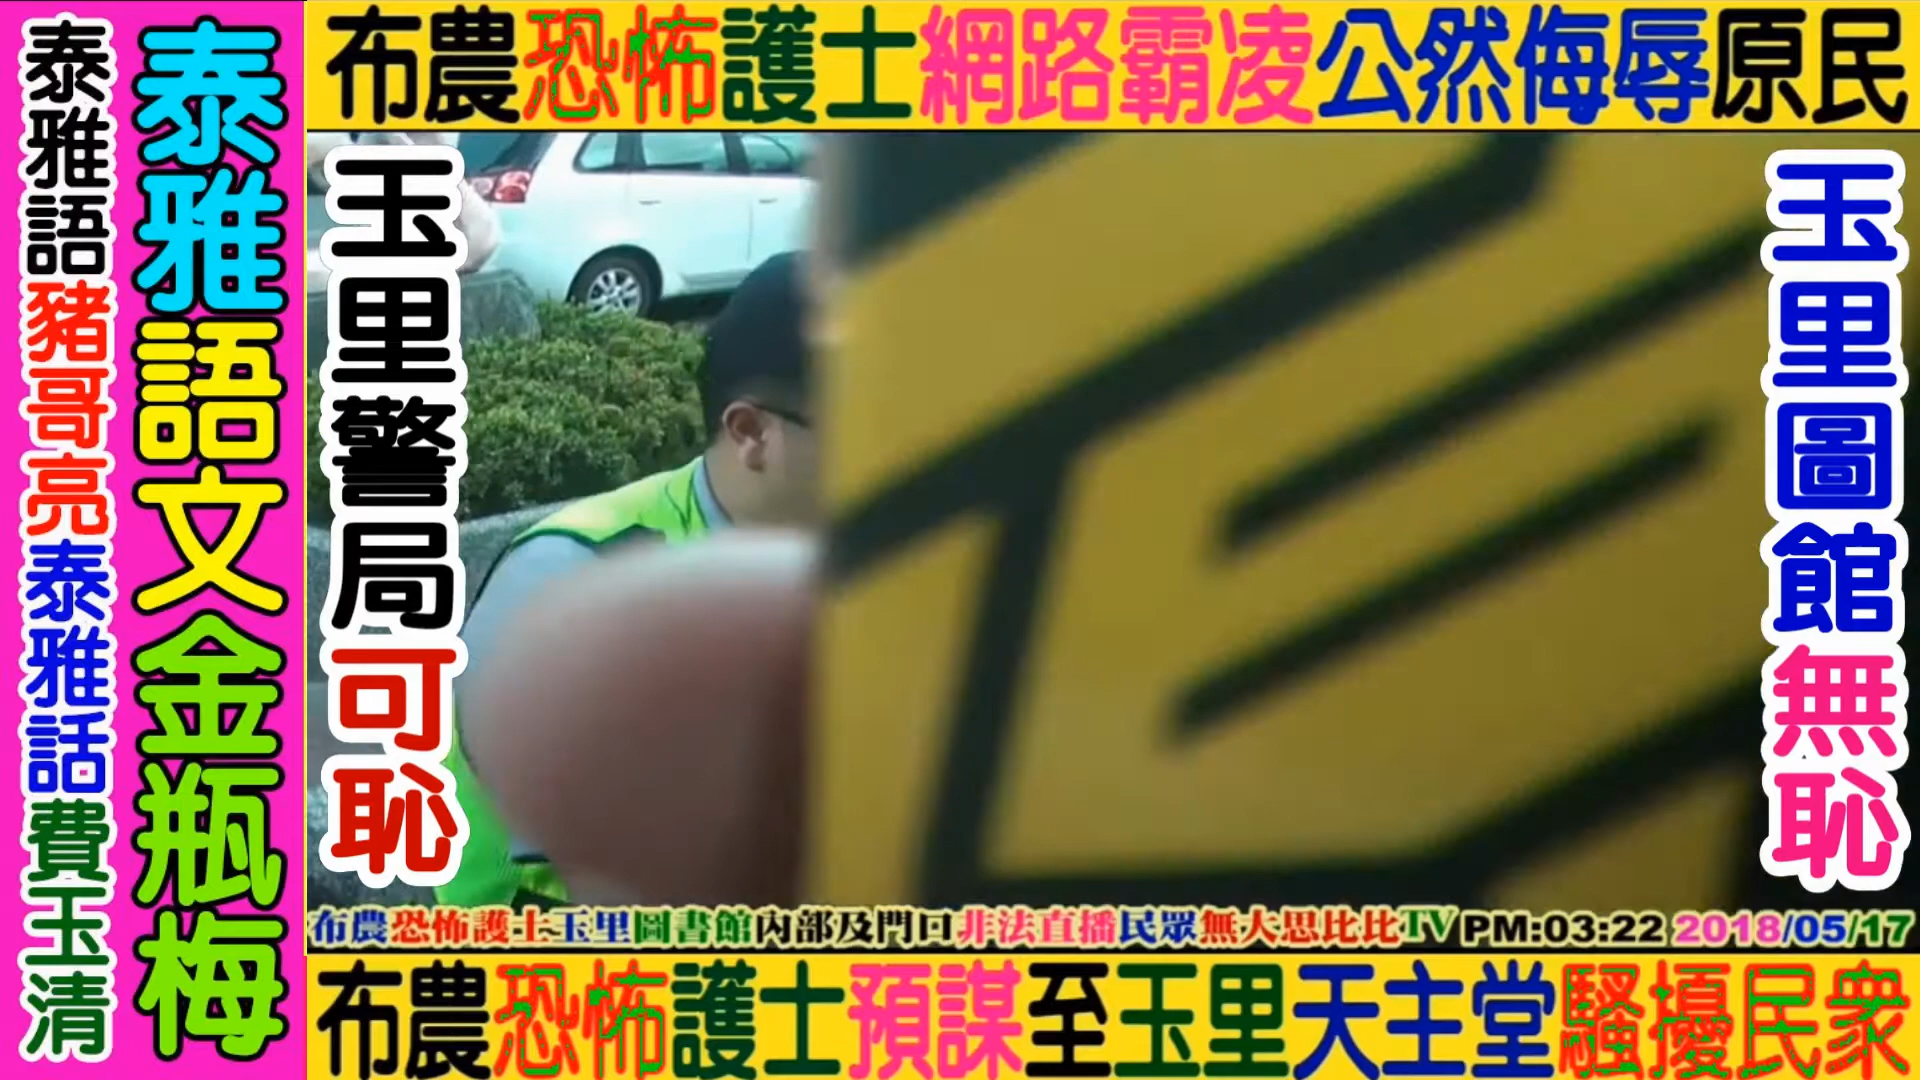 布農恐怖護士網路霸凌公然侮辱原民
泰雅語文金瓶梅
泰雅語豬哥亮泰雅話費玉清
玉里警局可恥
玉里圖館無恥
布農恐怖護士玉里圖書館內部及門口非法直播民眾無大思比比TV PM:03:22 2018/05/17
布農恐怖護士預謀至玉里天主堂騷擾民衆